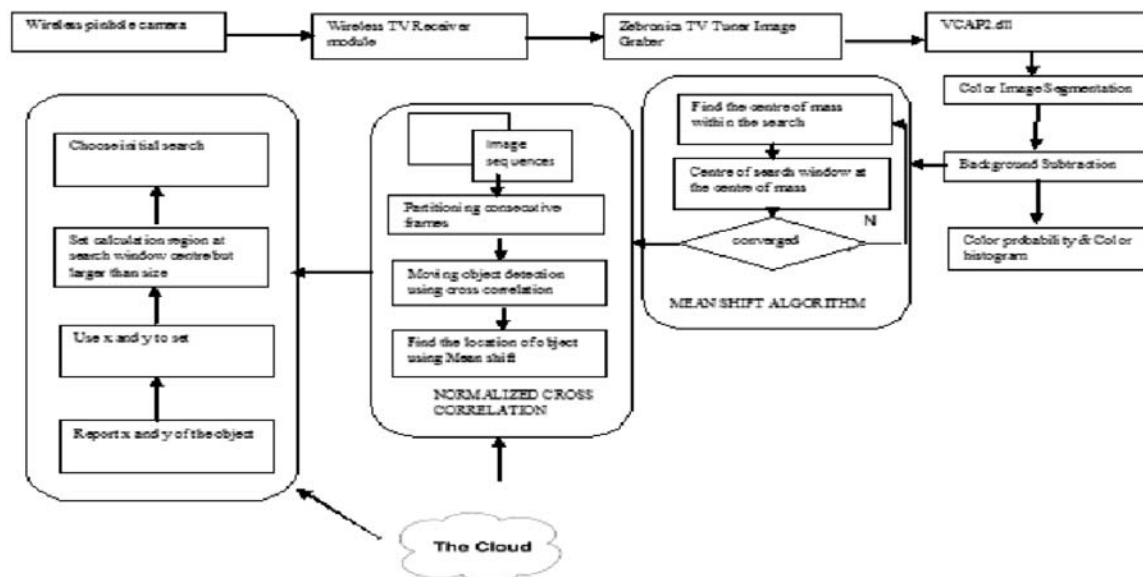 Wireless pinhole camera
Wireless TV Receiver
module
Zebronics TV Tuner Image
Graber
VCAP2.dll
Color Image Segmentation
Background Subtraction
Color probability & Color
histogram
Find the centre of mass
within the search
Centre of search window at
the centre of mass
converged
N
MEAN SHIFT ALGORITHM
Image
sequences
Partitioning consecutive
frames
Moving object detection
using cross correlation
Find the location of object
using Mean shift
NORMALIZED CROSS
CORRELATION
Choose initial search
Set calculation region at
search window centre but
larger than size
Use x and y to set
Report x and y of the object
The Cloud